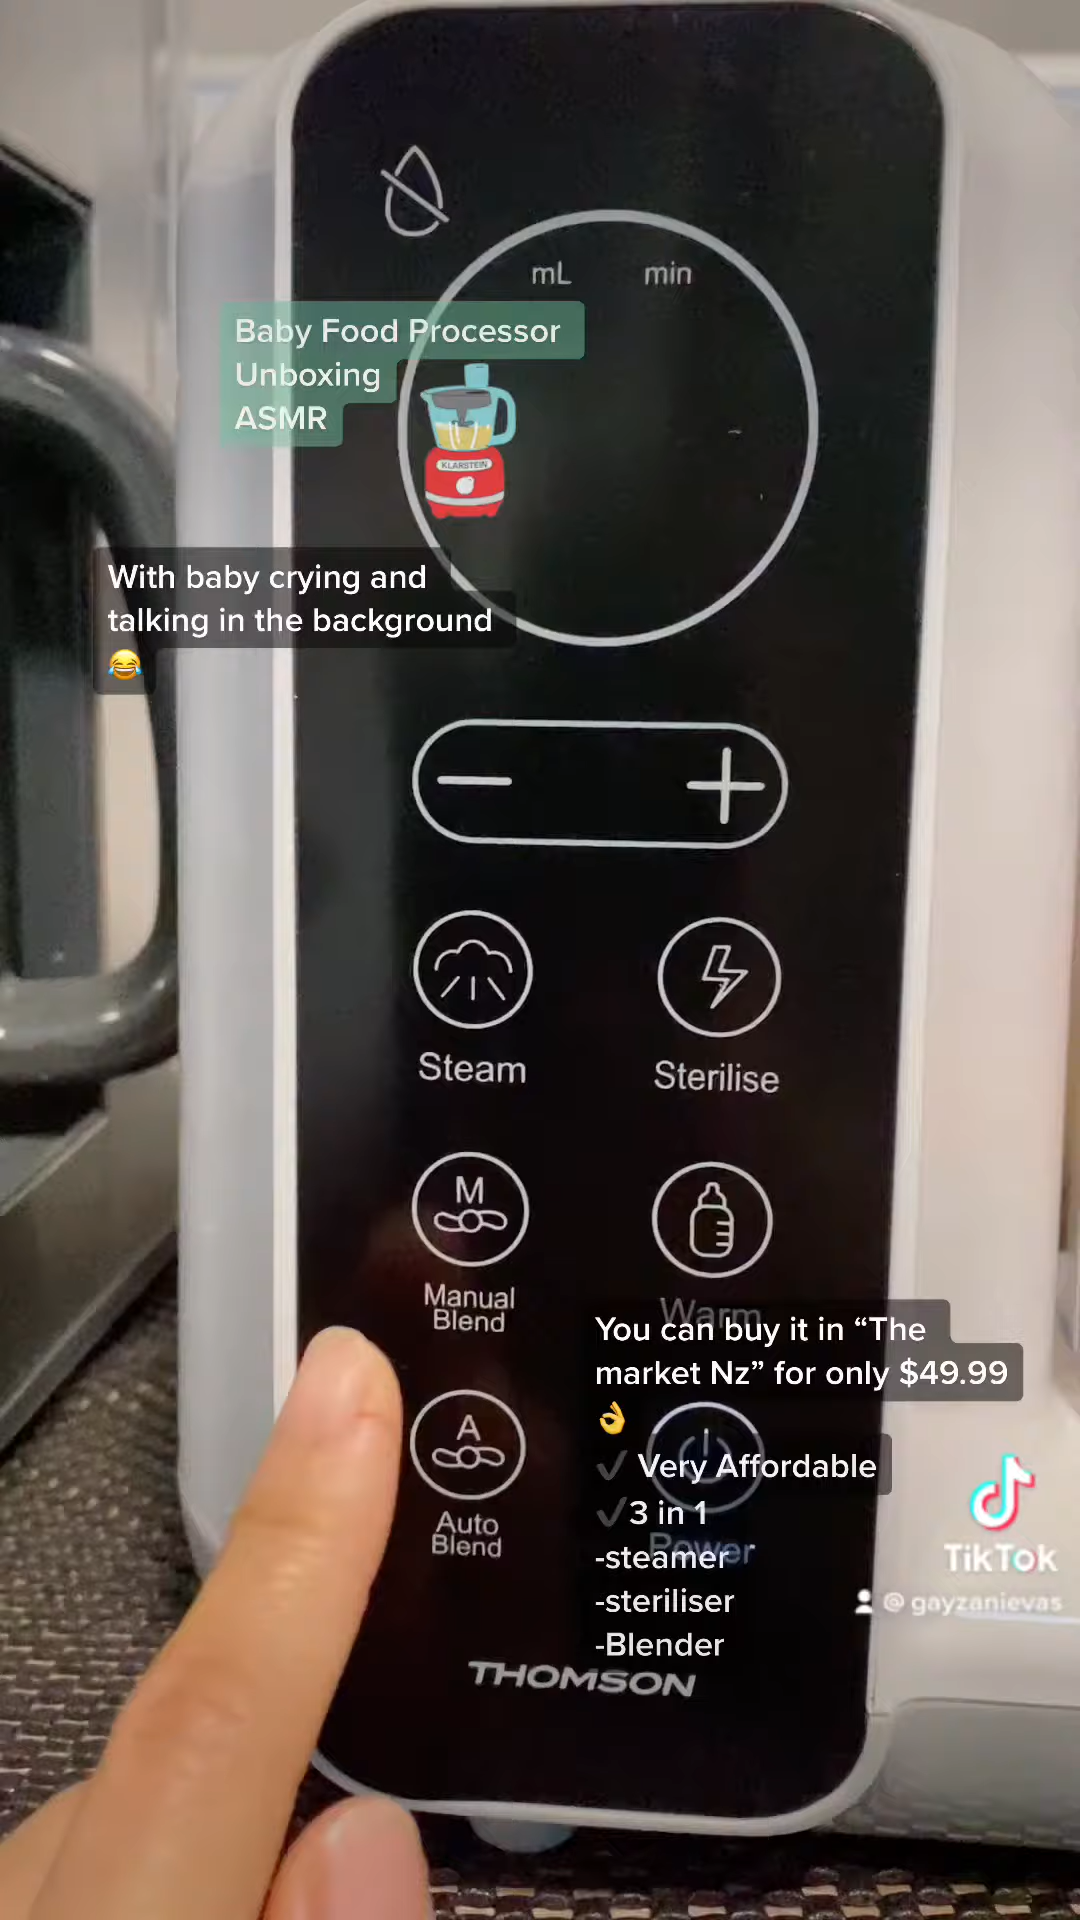 mL min
Baby Food Processor
Unboxing
ASMR
KLARSTEIN
With baby crying and
talking in the background
😂
Steam
Sterilise
M
Manual
Blend
Warm
You can buy it in “The
market Nz” for only $49.99
👌
✔️ Very Affordable
✔️3 in 1
-steamer
-steriliser
-Blender
A
Auto
Blend
Power
THOMSON
TikTok
@ gayzanievas